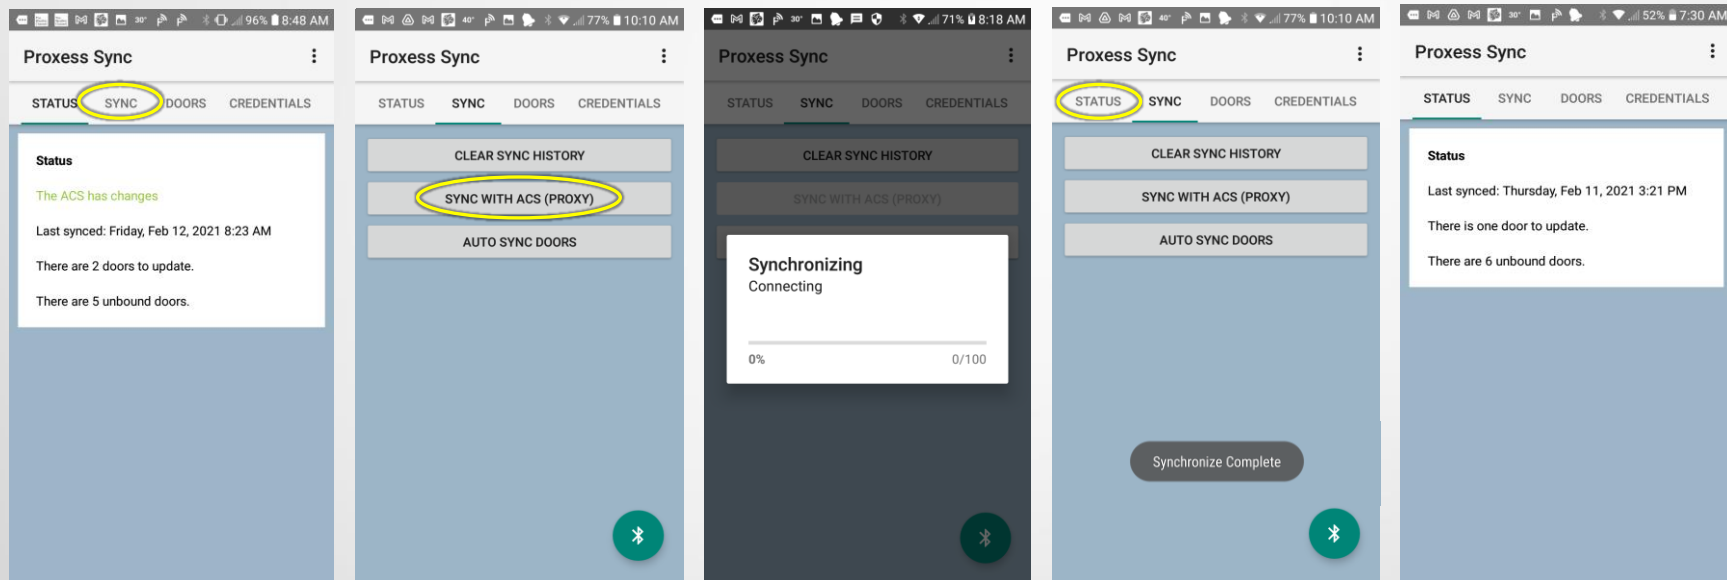 30° 96% 8:48 AM
Proxess Sync
STATUS SYNC DOORS CREDENTIALS
Status
The ACS has changes
Last synced: Friday, Feb 12, 2021 8:23 AM
There are 2 doors to update.
There are 5 unbound doors.
40° 77% 10:10 AM
Proxess Sync
STATUS SYNC DOORS CREDENTIALS
CLEAR SYNC HISTORY
SYNC WITH ACS (PROXY)
AUTO SYNC DOORS
30° 71% 8:18 AM
Proxess Sync
STATUS SYNC DOORS CREDENTIALS
CLEAR SYNC HISTORY
SYNC WITH ACS (PROXY)
Synchronizing
Connecting
0% 0/100
40° 77% 10:10 AM
Proxess Sync
STATUS SYNC DOORS CREDENTIALS
CLEAR SYNC HISTORY
SYNC WITH ACS (PROXY)
AUTO SYNC DOORS
Synchronize Complete
30° 52% 7:30 AM
Proxess Sync
STATUS SYNC DOORS CREDENTIALS
Status
Last synced: Thursday, Feb 11, 2021 3:21 PM
There is one door to update.
There are 6 unbound doors.